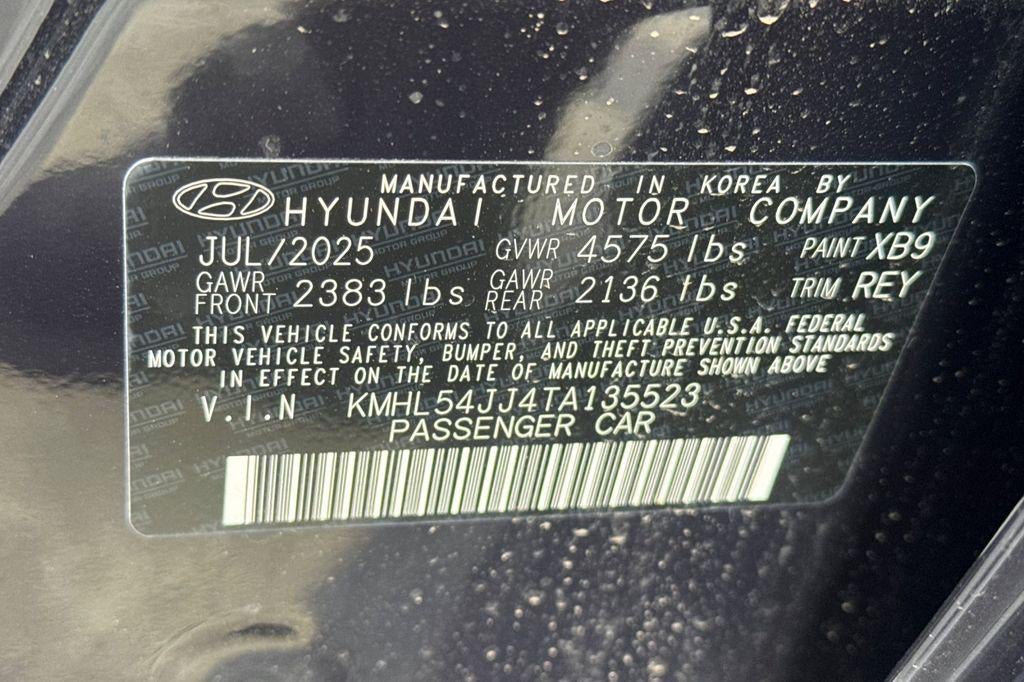 MANUFACTURED IN KOREA BY
HYUNDAI MOTOR COMPANY
JUL/2025 GVWR 4575 lbs PAINT XB9
GAWR FRONT 2383 lbs GAWR REAR 2136 lbs TRIM REY
THIS VEHICLE CONFORMS TO ALL APPLICABLE U.S.A. FEDERAL
MOTOR VEHICLE SAFETY, BUMPER, AND THEFT PREVENTION STANDARDS
IN EFFECT ON THE DATE OF MANUFACTURE SHOWN ABOVE
V.I.N KMHL54JJ4TA135523
PASSENGER CAR